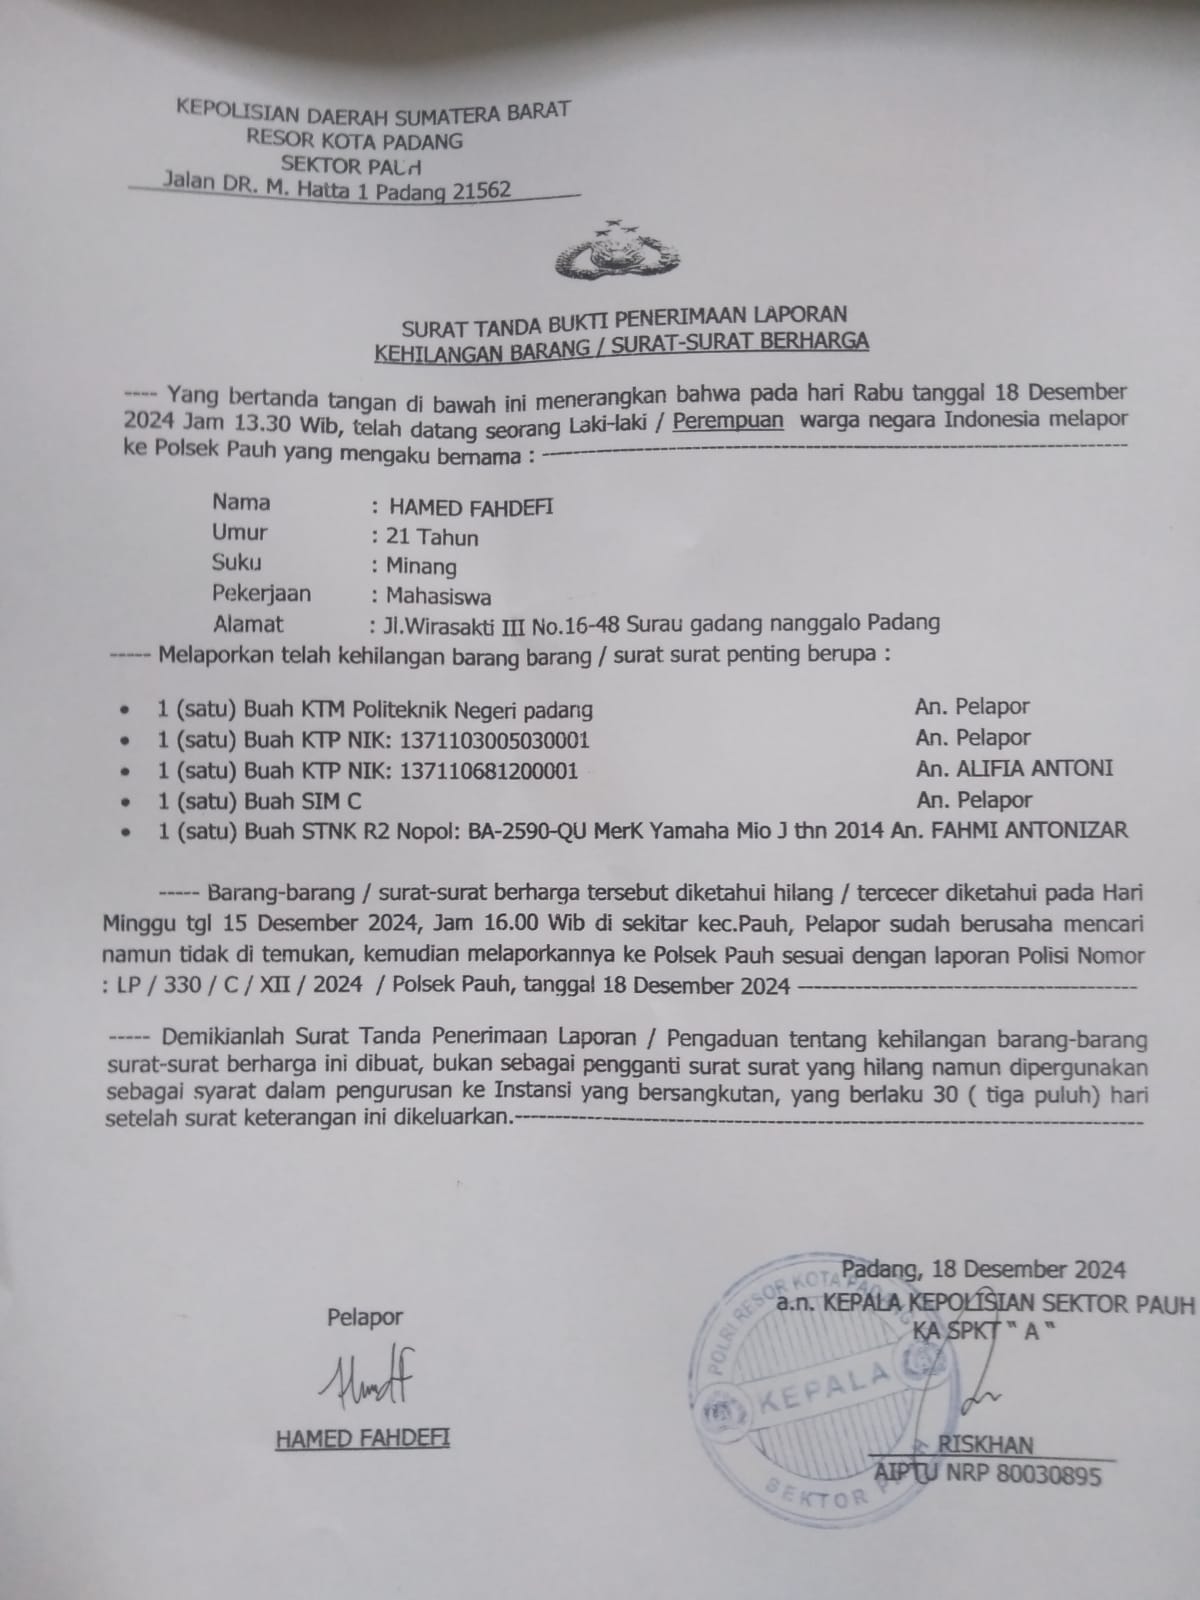 KEPOLISIAN DAERAH SUMATERA BARAT
RESOR KOTA PADANG
SEKTOR PAUH
Jalan DR. M. Hatta 1 Padang 21562
SURAT TANDA BUKTI PENERIMAAN LAPORAN
KEHILANGAN BARANG / SURAT-SURAT BERHARGA
---- Yang bertanda tangan di bawah ini menerangkan bahwa pada hari Rabu tanggal 18 Desember
2024 Jam 13.30 Wib, telah datang seorang Laki-laki / Perempuan warga negara Indonesia melapor
ke Polsek Pauh yang mengaku bernama : ------------------------------------------------------------
Nama : HAMED FAHDEFI
Umur : 21 Tahun
Suku : Minang
Pekerjaan : Mahasiswa
Alamat : Jl.Wirasakti III No.16-48 Surau gadang nanggalo Padang
----- Melaporkan telah kehilangan barang barang / surat surat penting berupa :
• 1 (satu) Buah KTM Politeknik Negeri padang An. Pelapor
• 1 (satu) Buah KTP NIK: 1371103005030001 An. Pelapor
• 1 (satu) Buah KTP NIK: 137110681200001 An. ALIFIA ANTONI
• 1 (satu) Buah SIM C An. Pelapor
• 1 (satu) Buah STNK R2 Nopol: BA-2590-QU MerK Yamaha Mio J thn 2014 An. FAHMI ANTONIZAR
----- Barang-barang / surat-surat berharga tersebut diketahui hilang / tercecer diketahui pada Hari
Minggu tgl 15 Desember 2024, Jam 16.00 Wib di sekitar kec.Pauh, Pelapor sudah berusaha mencari
namun tidak di temukan, kemudian melaporkannya ke Polsek Pauh sesuai dengan laporan Polisi Nomor
: LP / 330 / C / XII / 2024 / Polsek Pauh, tanggal 18 Desember 2024 -----------------------------------
----- Demikianlah Surat Tanda Penerimaan Laporan / Pengaduan tentang kehilangan barang-barang
surat-surat berharga ini dibuat, bukan sebagai pengganti surat surat yang hilang namun dipergunakan
sebagai syarat dalam pengurusan ke Instansi yang bersangkutan, yang berlaku 30 ( tiga puluh) hari
setelah surat keterangan ini dikeluarkan.----------------------------------------------------------------
Padang, 18 Desember 2024
a.n. KEPALA KEPOLISIAN SEKTOR PAUH
KA SPKT " A "
Pelapor
HAMED FAHDEFI
POLRI RESOR KOTA PADANG
KEPALA
SEKTOR PAUH
RISKHAN
AIPTU NRP 80030895